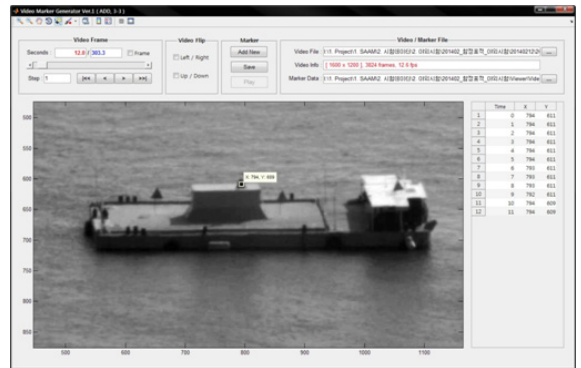 Video Marker Generator Ver.1 ( ADD, 3-3 )
Video Frame
Seconds 12.0 / 303.3 Frame
Step 1
Video Flip
Left / Right
Up / Down
Marker
Add New
Save
Play
Video / Marker File
Video File
Video Info [ 1600 x 1200 ], 3824 frames, 12.6 fps
Marker Data
X: 794, Y: 609
Time X Y
1 0 794 611
2 1 794 611
3 2 794 611
4 3 794 611
5 4 794 611
6 5 794 611
7 6 793 611
8 7 793 611
9 8 793 611
10 9 792 611
11 10 794 609
12 11 794 609
500
550
600
650
700
750
800
850
500 600 700 800 900 1000 1100